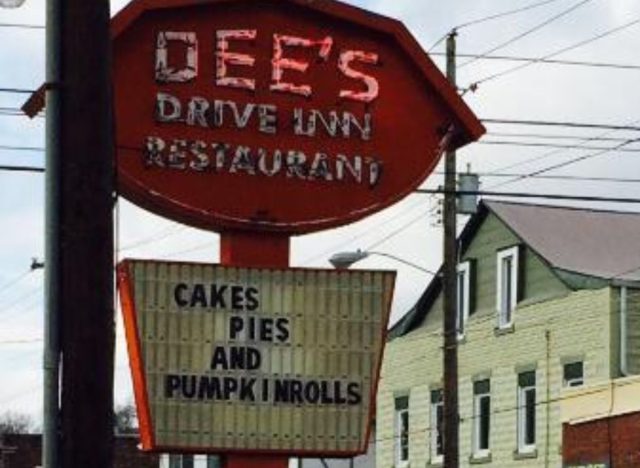 DEE'S
DRIVE INN
RESTAURANT
CAKES
PIES
AND
PUMPKINROLLS